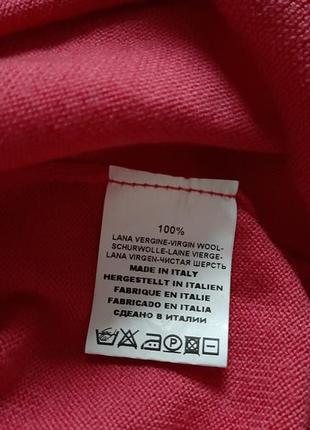 100%
LANA VERGINE-VIRGIN WOOL-
SCHURWOLLE-LAINE VIERGE-
LANA VIRGEN-ЧИСТАЯ ШЕРСТЬ
MADE IN ITALY
HERGESTELLT IN ITALIEN
FABRIQUE EN ITALIE
FABRICADO EN ITALIA
СДЕЛАНО В ИТАЛИИ
P